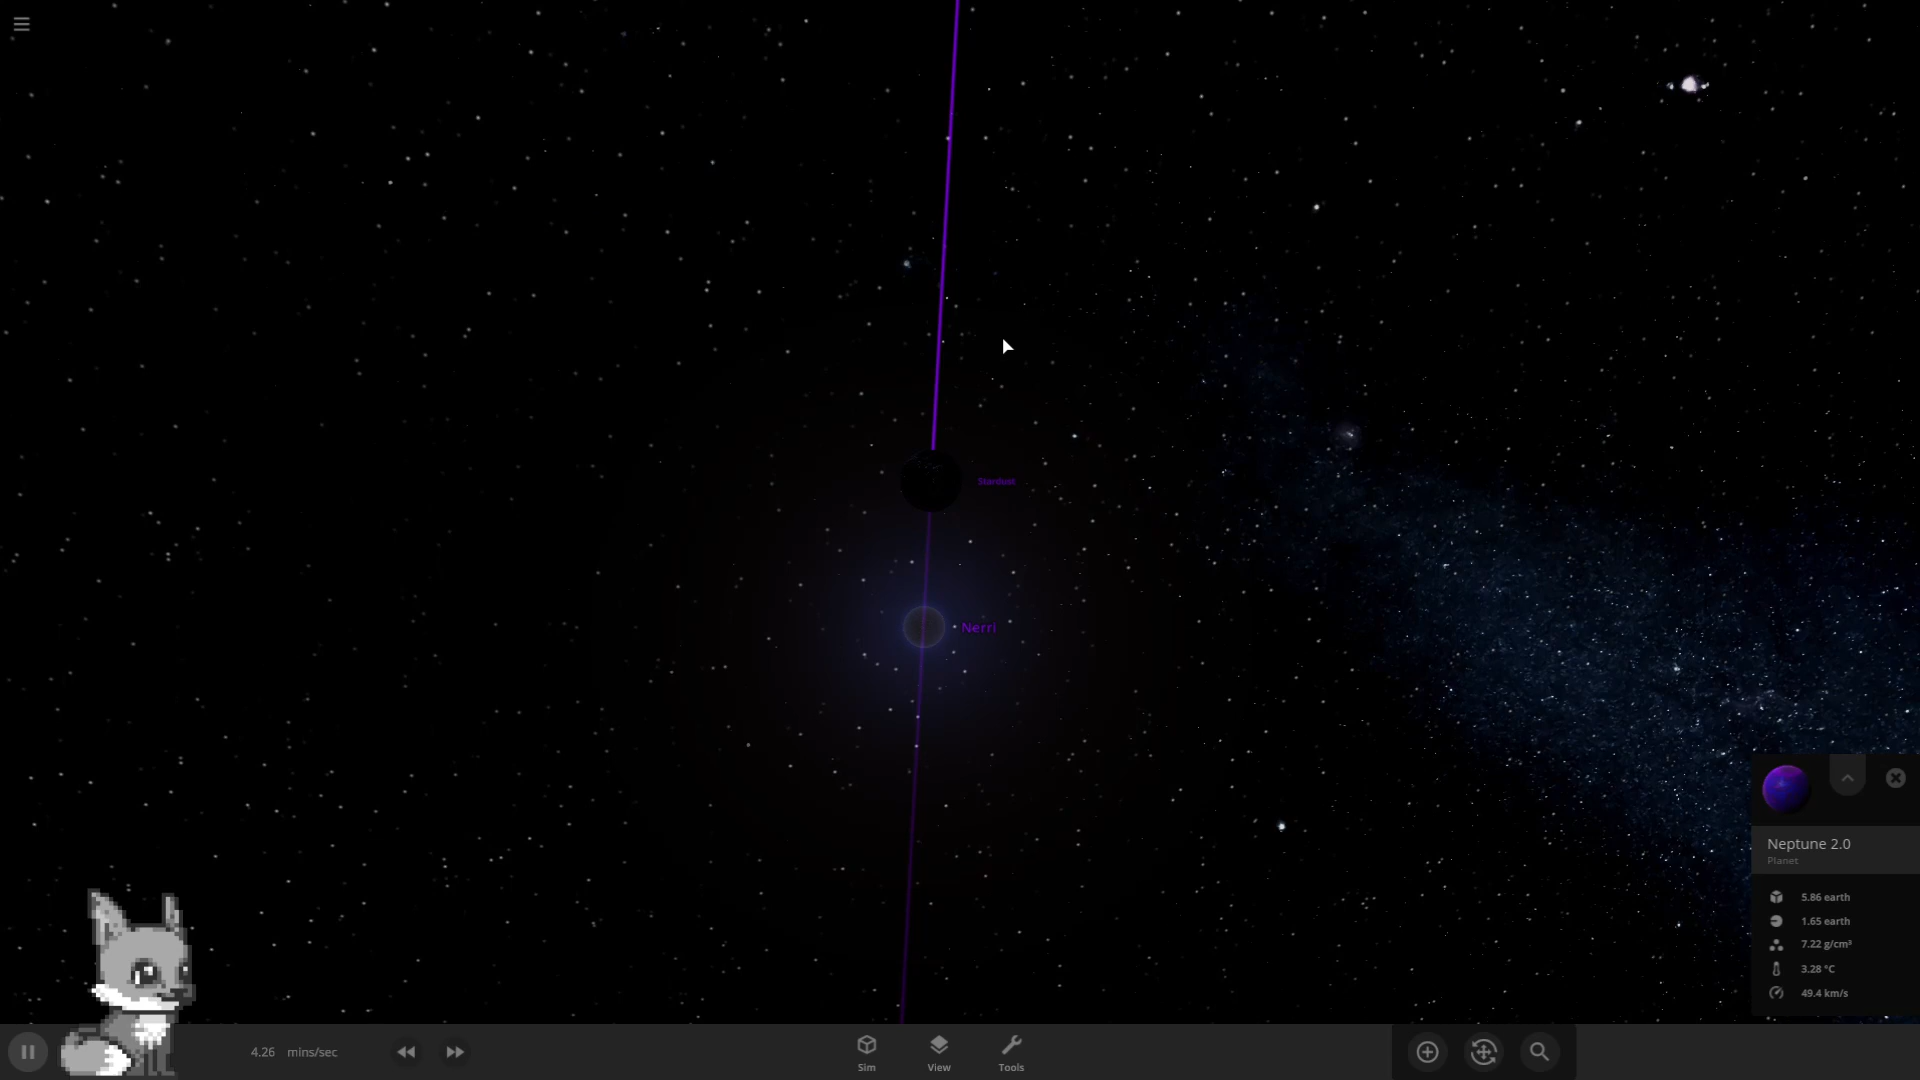 Stardust
Nerri
Neptune 2.0
Planet
5.86 earth
1.65 earth
7.22 g/cm³
3.28 °C
49.4 km/s
4.26 mins/sec
Sim
View
Tools